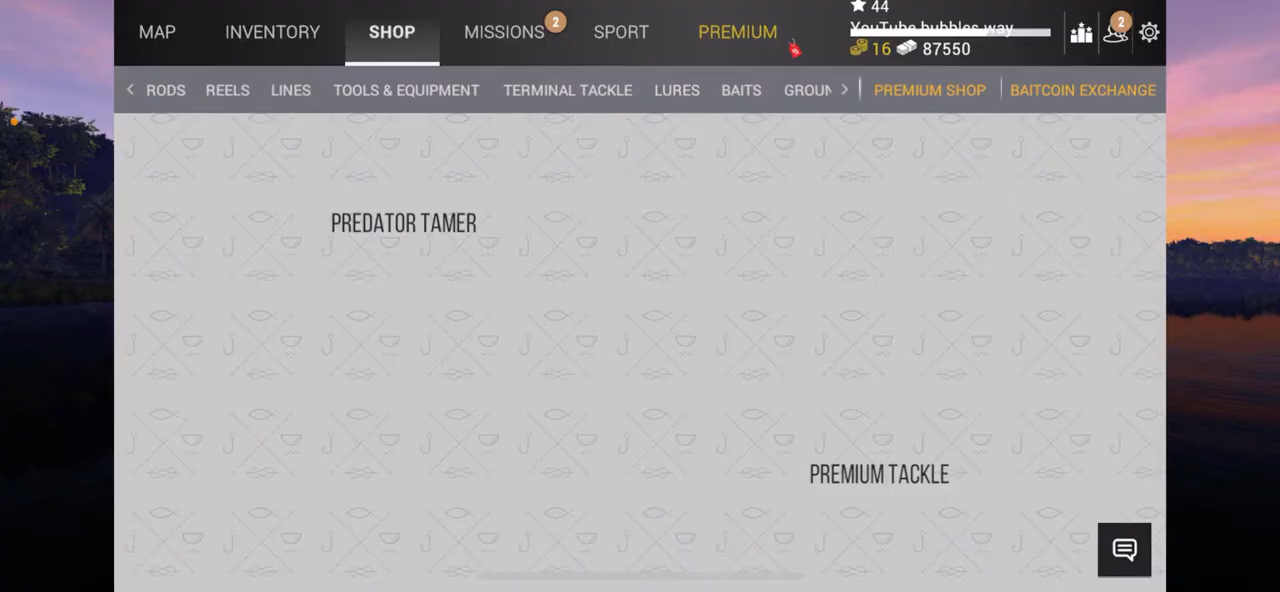 MAP INVENTORY SHOP MISSIONS 2 SPORT PREMIUM
44
YouTube bubbles way
16 87550
2
RODS REELS LINES TOOLS & EQUIPMENT TERMINAL TACKLE LURES BAITS GROUN PREMIUM SHOP BAITCOIN EXCHANGE
PREDATOR TAMER
PREMIUM TACKLE